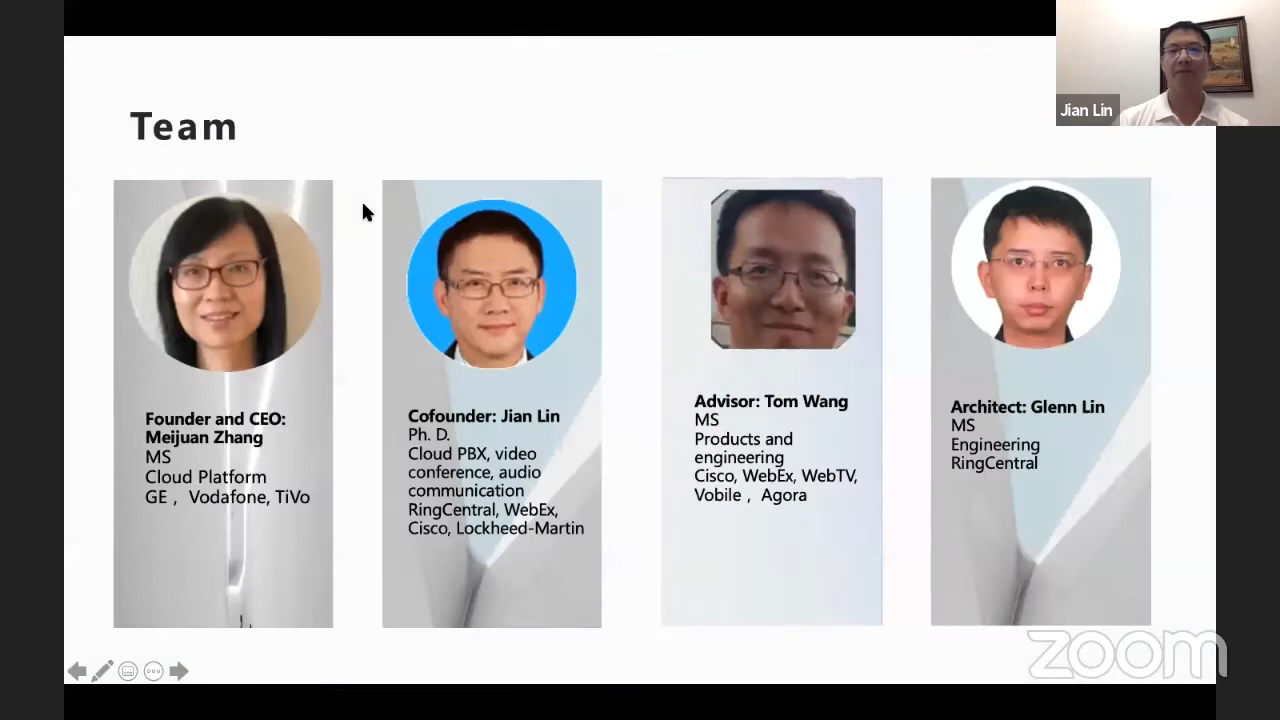 Team
Jian Lin
Founder and CEO:
Meijuan Zhang
MS
Cloud Platform
GE， Vodafone, TiVo
Cofounder: Jian Lin
Ph. D.
Cloud PBX, video
conference, audio
communication
RingCentral, WebEx,
Cisco, Lockheed-Martin
Advisor: Tom Wang
MS
Products and
engineering
Cisco, WebEx, WebTV,
Vobile， Agora
Architect: Glenn Lin
MS
Engineering
RingCentral
zoom